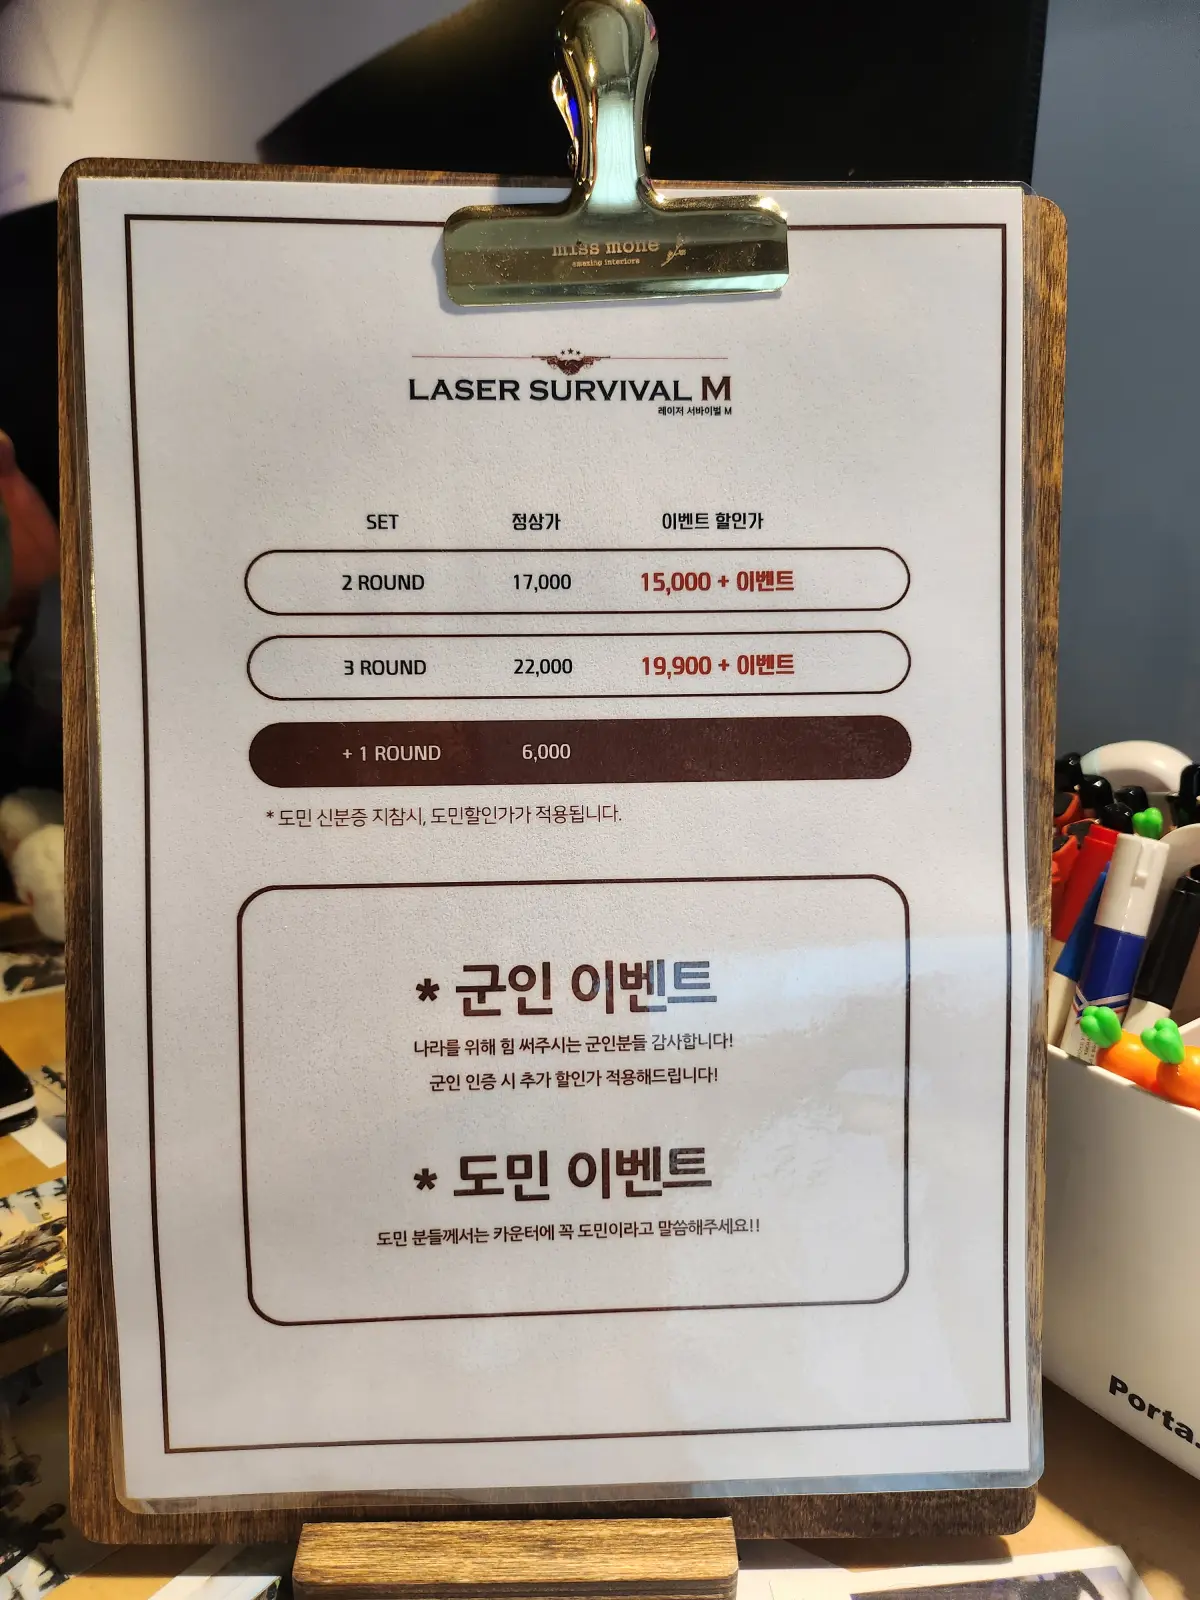 miss mone
amazing interiors
LASER SURVIVAL M
레이저 서바이벌 M
SET 정상가 이벤트 할인가
2 ROUND 17,000 15,000 + 이벤트
3 ROUND 22,000 19,900 + 이벤트
+ 1 ROUND 6,000
* 도민 신분증 지참시, 도민할인가가 적용됩니다.
* 군인 이벤트
나라를 위해 힘 써주시는 군인분들 감사합니다!
군인 인증 시 추가 할인가 적용해드립니다!
* 도민 이벤트
도민 분들께서는 카운터에 꼭 도민이라고 말씀해주세요!!
Porta